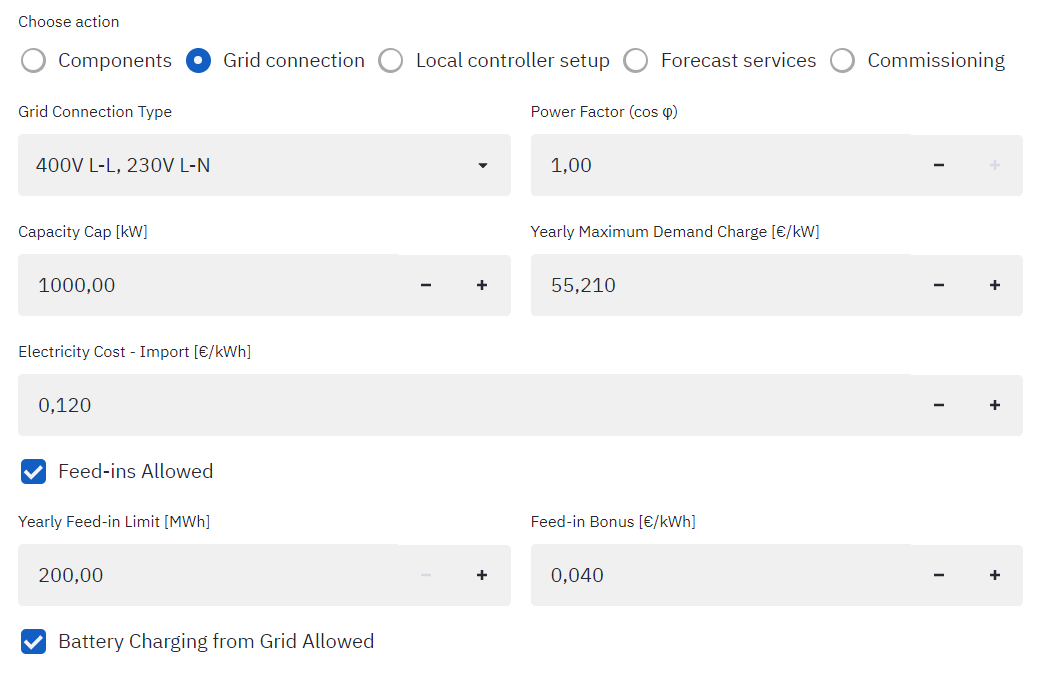 Choose action
Components Grid connection Local controller setup Forecast services Commissioning
Grid Connection Type Power Factor (cos φ)
400V L-L, 230V L-N 1,00
Capacity Cap [kW] Yearly Maximum Demand Charge [€/kW]
1000,00 55,210
Electricity Cost - Import [€/kWh]
0,120
Feed-ins Allowed
Yearly Feed-in Limit [MWh] Feed-in Bonus [€/kWh]
200,00 0,040
Battery Charging from Grid Allowed